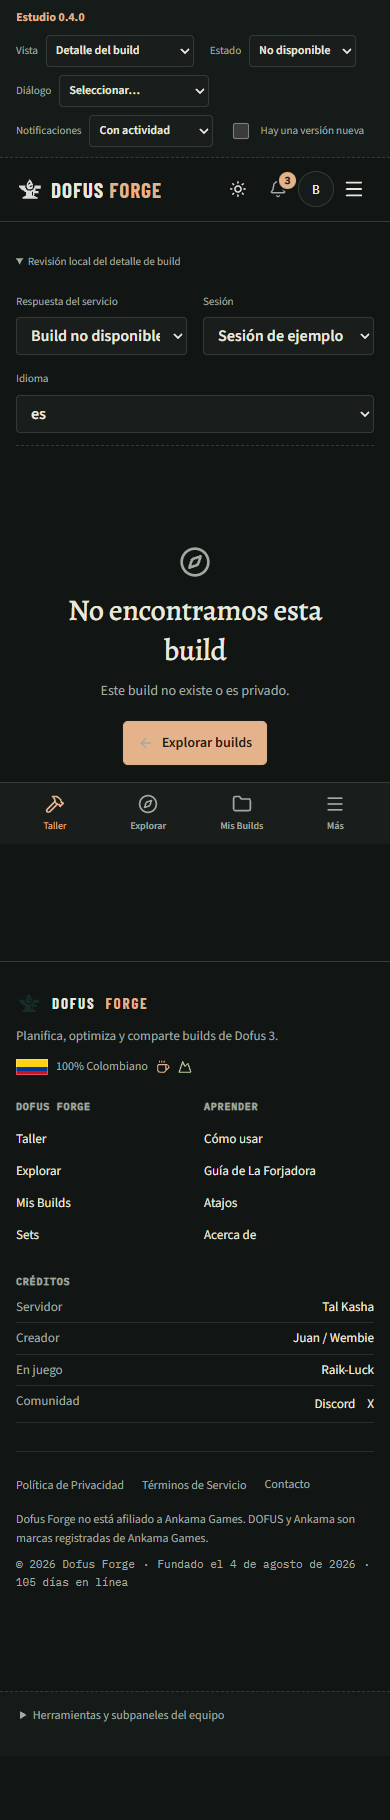 Estudio 0.4.0
Vista Detalle del build Estado No disponible
Diálogo Seleccionar...
Notificaciones Con actividad Hay una versión nueva
DOFUS FORGE 3 B
Revisión local del detalle de build
Respuesta del servicio Sesión
Build no disponible Sesión de ejemplo
Idioma
es
No encontramos esta
build
Este build no existe o es privado.
Explorar builds
Taller Explorar Mis Builds Más
DOFUS FORGE
Planifica, optimiza y comparte builds de Dofus 3.
100% Colombiano
DOFUS FORGE APRENDER
Taller Cómo usar
Explorar Guía de La Forjadora
Mis Builds Atajos
Sets Acerca de
CRÉDITOS
Servidor Tal Kasha
Creador Juan / Wembie
En juego Raik-Luck
Comunidad Discord X
Política de Privacidad Términos de Servicio Contacto
Dofus Forge no está afiliado a Ankama Games. DOFUS y Ankama son
marcas registradas de Ankama Games.
© 2026 Dofus Forge · Fundado el 4 de agosto de 2026 ·
105 días en línea
Herramientas y subpaneles del equipo